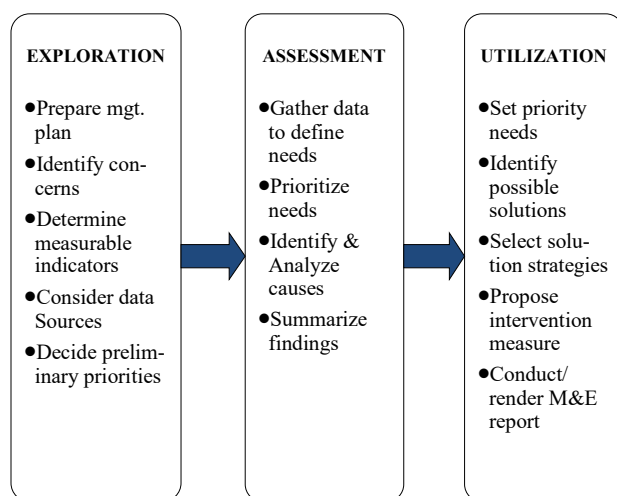 EXPLORATION
●Prepare mgt.
plan
●Identify con-
cerns
●Determine
measurable
indicators
●Consider data
Sources
●Decide prelim-
inary priorities
ASSESSMENT
●Gather data
to define
needs
●Prioritize
needs
●Identify &
Analyze
causes
●Summarize
findings
UTILIZATION
●Set priority
needs
●Identify
possible
solutions
●Select solu-
tion strategies
●Propose
intervention
measure
●Conduct/
render M&E
report